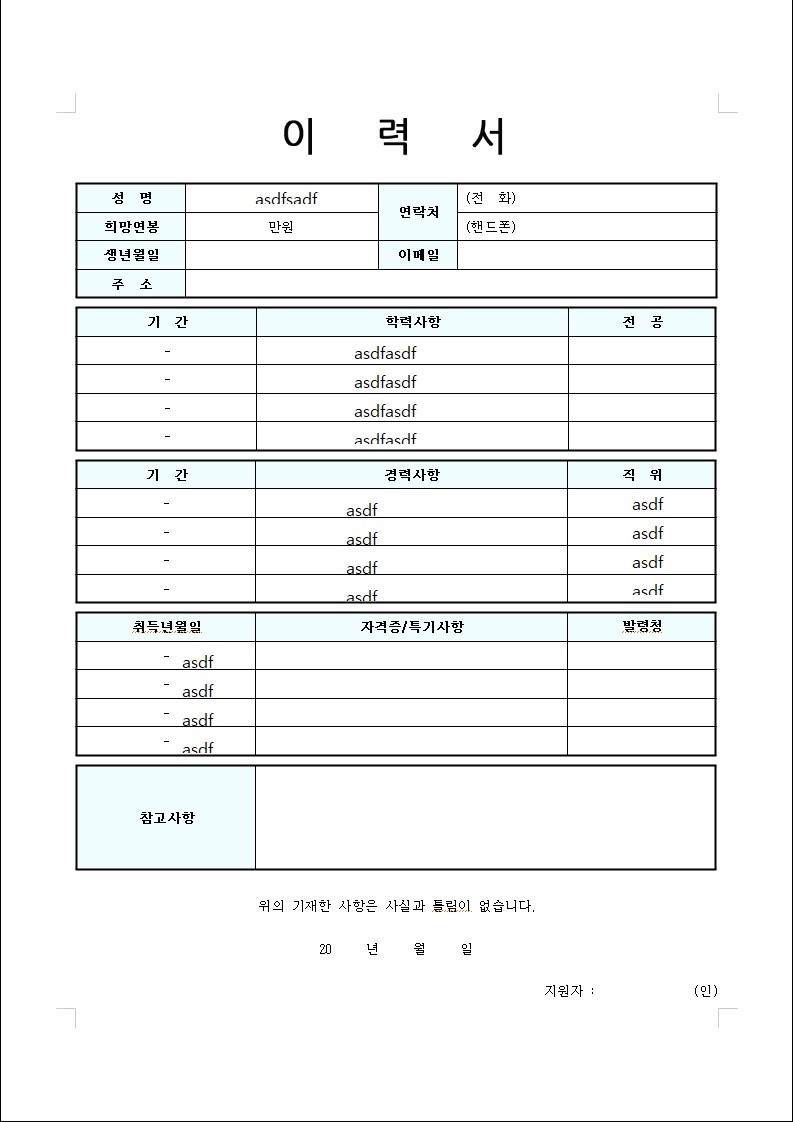 이 력 서
성 명 asdfsadf 연락처 (전 화)
희망연봉 만원 (핸드폰)
생년월일 이메일
주 소
기 간 학력사항 전 공
- asdfasdf
- asdfasdf
- asdfasdf
- asdfasdf
기 간 경력사항 직 위
- asdf asdf
- asdf asdf
- asdf asdf
- asdf asdf
취득년월일 자격증/특기사항 발령청
- asdf
- asdf
- asdf
- asdf
참고사항
위의 기재한 사항은 사실과 틀림이 없습니다.
20 년 월 일
지원자 : (인)